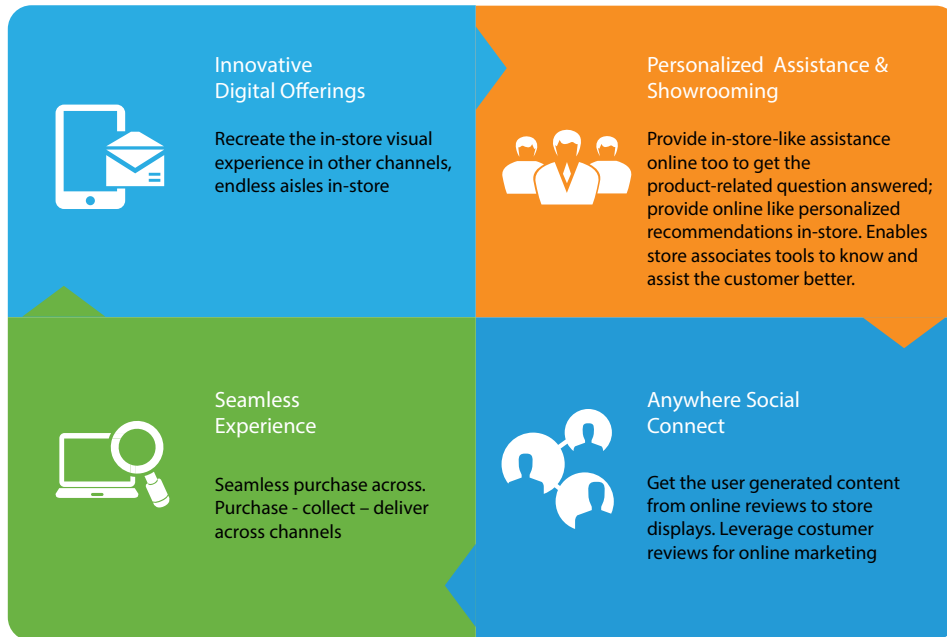 Innovative
Digital Offerings
Recreate the in-store visual
experience in other channels,
endless aisles in-store
Personalized Assistance &
Showrooming
Provide in-store-like assistance
online too to get the
product-related question answered;
provide online like personalized
recommendations in-store. Enables
store associates tools to know and
assist the customer better.
Seamless
Experience
Seamless purchase across.
Purchase - collect – deliver
across channels
Anywhere Social
Connect
Get the user generated content
from online reviews to store
displays. Leverage costumer
reviews for online marketing